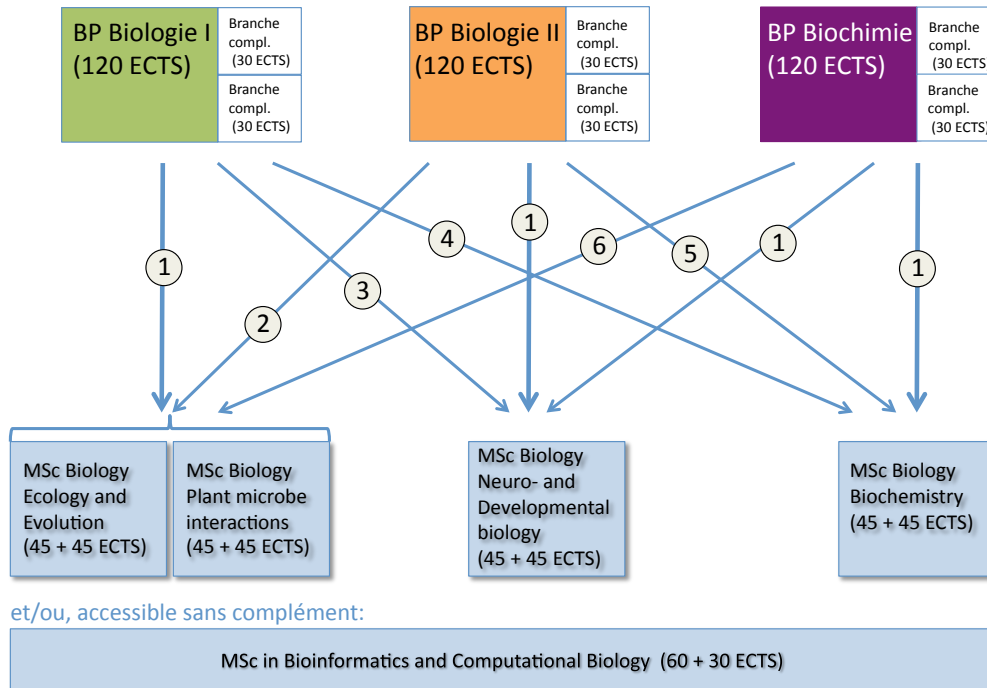 BP Biologie I
(120 ECTS)
Branche
compl.
(30 ECTS)
Branche
compl.
(30 ECTS)
BP Biologie II
(120 ECTS)
Branche
compl.
(30 ECTS)
Branche
compl.
(30 ECTS)
BP Biochimie
(120 ECTS)
Branche
compl.
(30 ECTS)
Branche
compl.
(30 ECTS)
1
2
3
4
1
6
5
1
1
MSc Biology
Ecology and
Evolution
(45 + 45 ECTS)
MSc Biology
Plant microbe
interactions
(45 + 45 ECTS)
MSc Biology
Neuro- and
Developmental
biology
(45 + 45 ECTS)
MSc Biology
Biochemistry
(45 + 45 ECTS)
et/ou, accessible sans complément:
MSc in Bioinformatics and Computational Biology (60 + 30 ECTS)